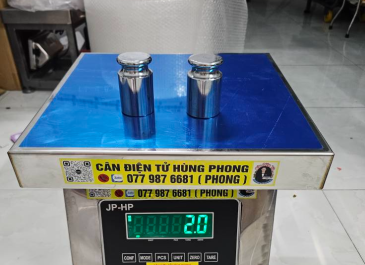 CÂN ĐIỆN TỬ HÙNG PHONG
077 987 6681 ( PHONG )
077 987 6681 ( PHONG )
JP-HP
2.0
CONF MODE PCS UNIT ZERO TARE